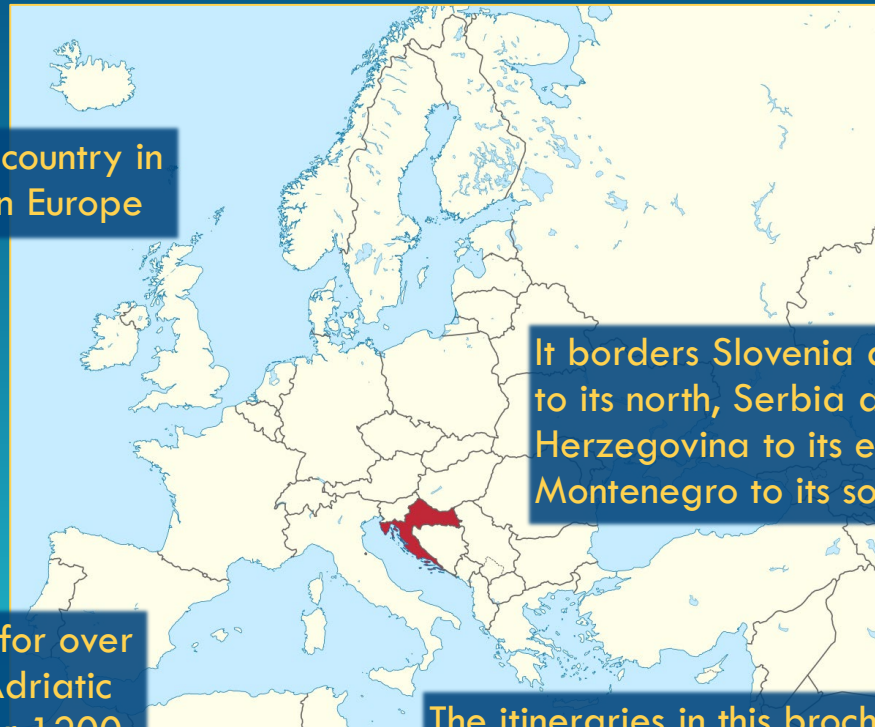 country in
Europe
It borders Slovenia
to its north, Serbia
Herzegovina to its
Montenegro to its
for over
Adriatic
1200
The itineraries in this